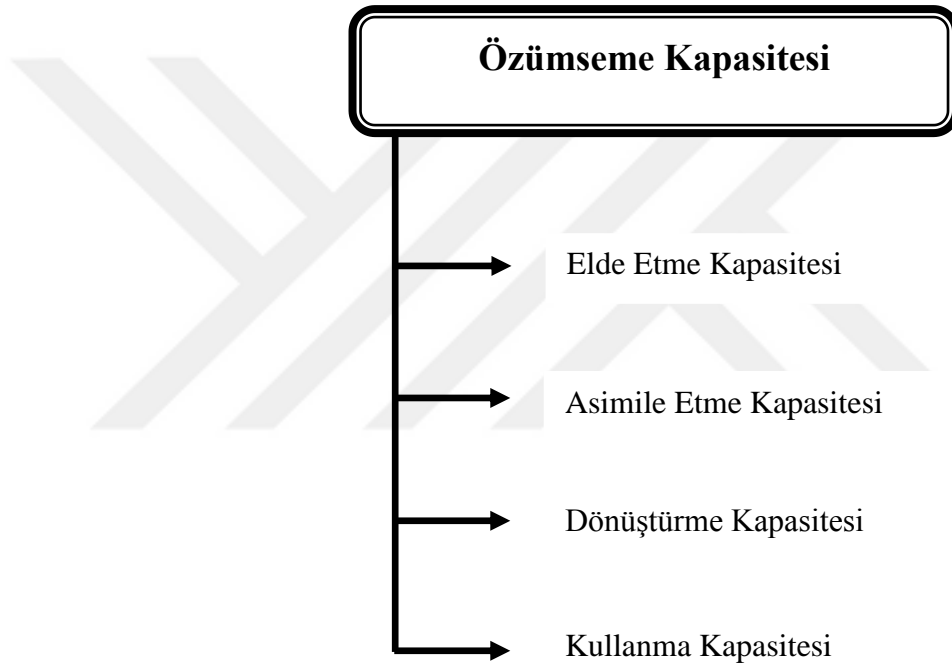 Özümseme Kapasitesi
Elde Etme Kapasitesi
Asimile Etme Kapasitesi
Dönüştürme Kapasitesi
Kullanma Kapasitesi